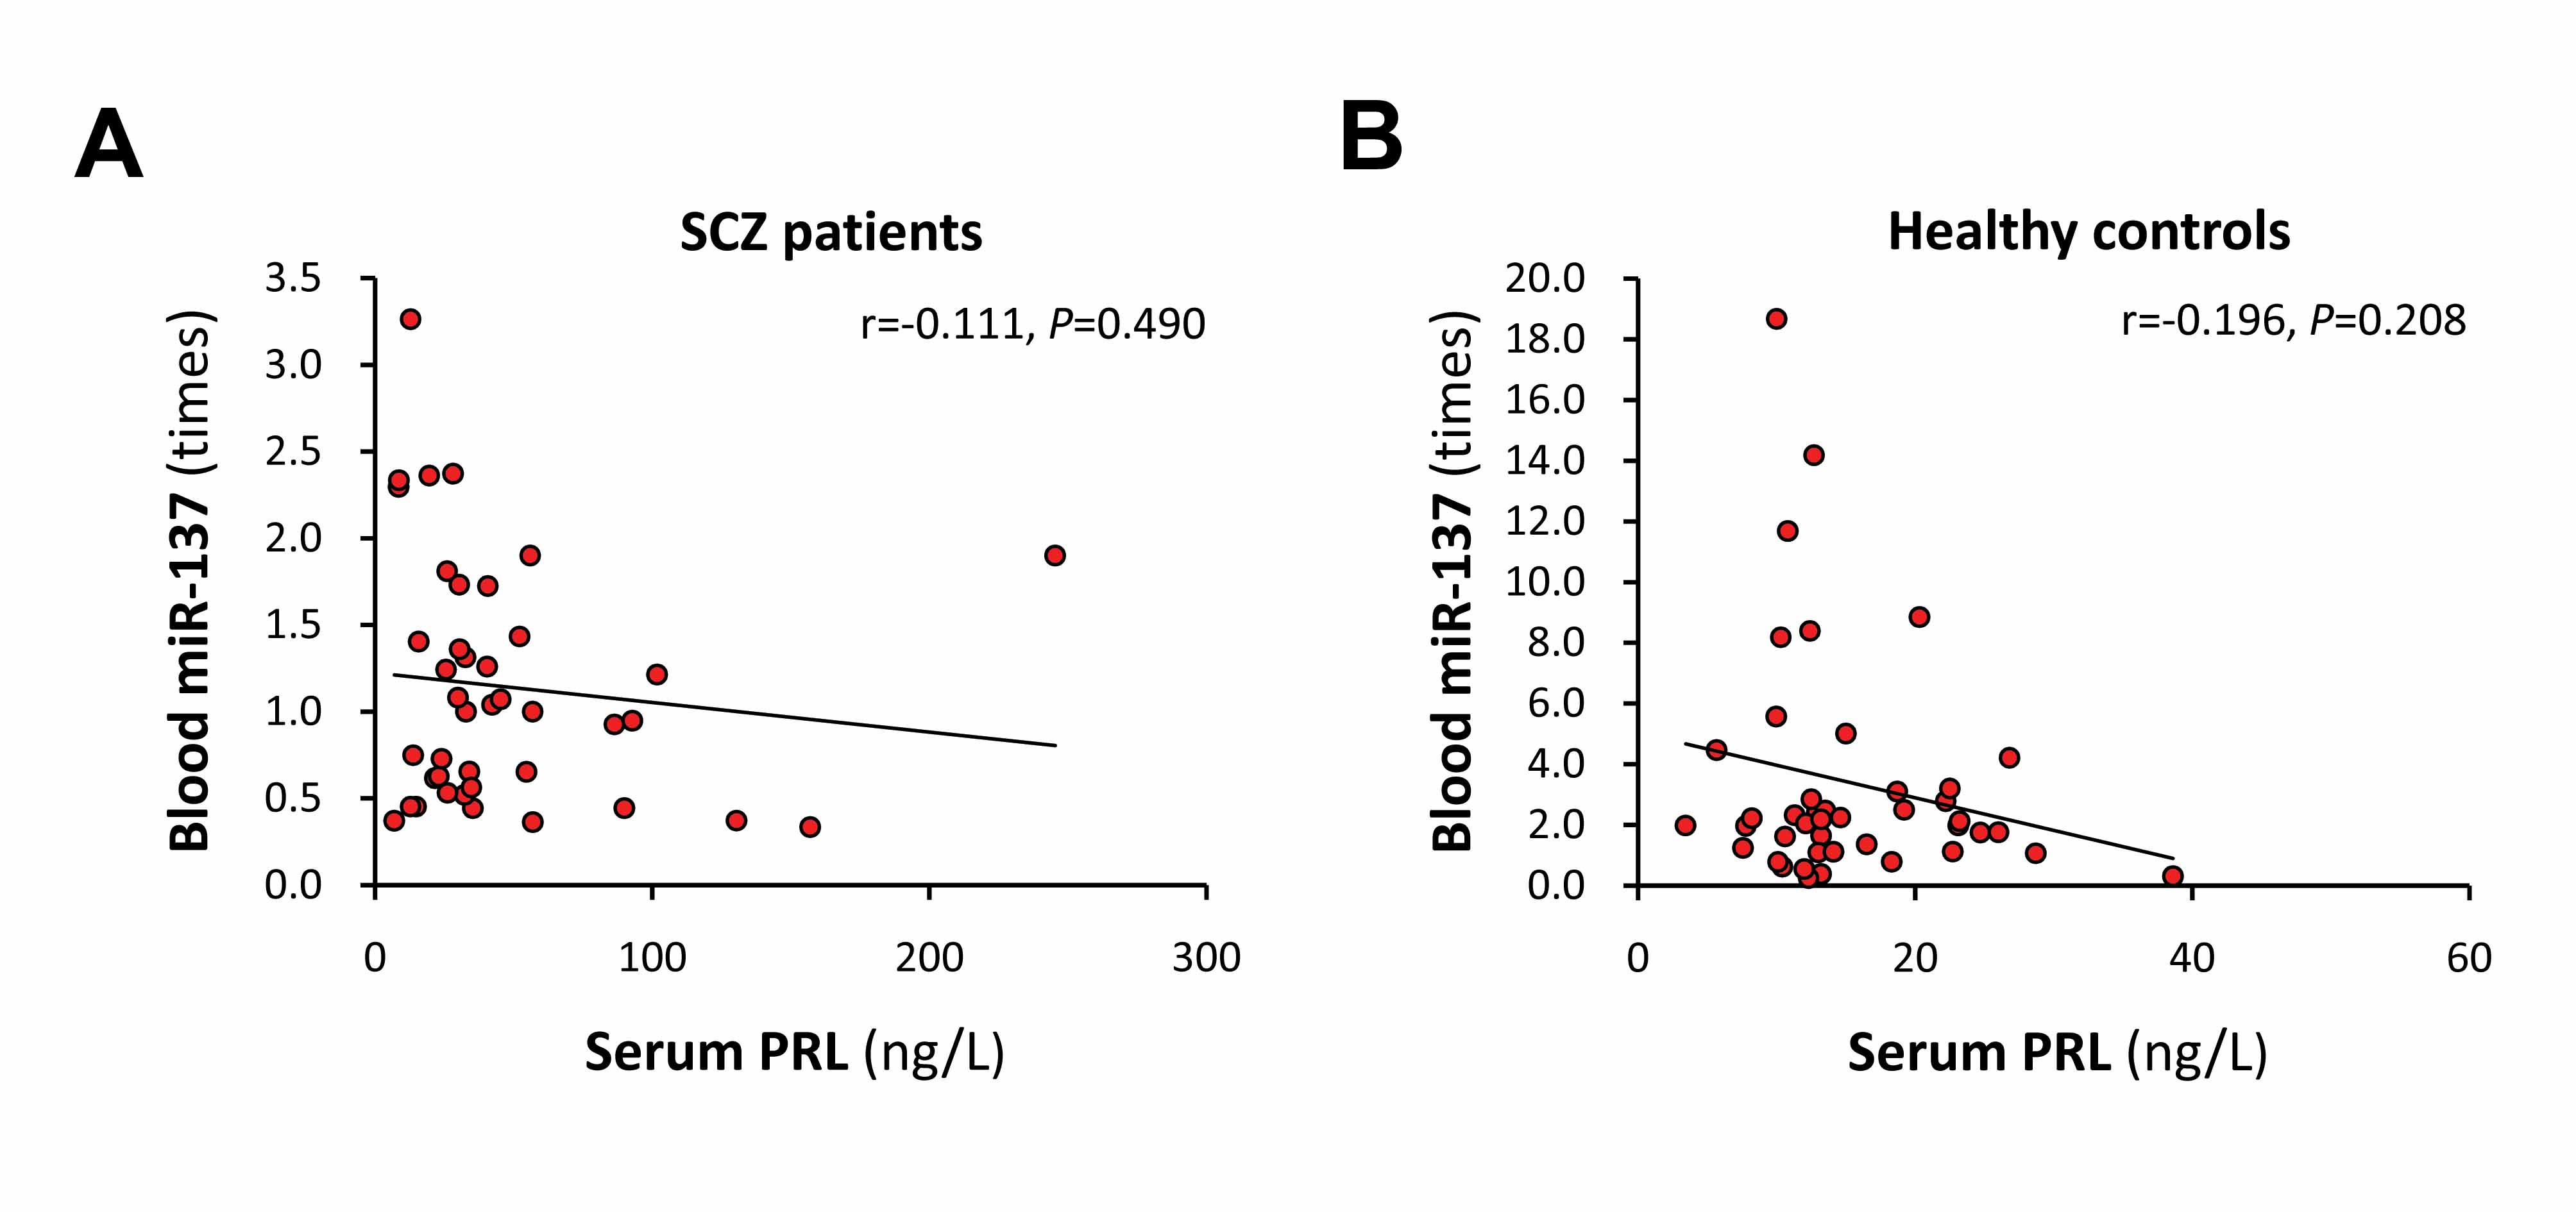 A
SCZ patients
r=-0.111, P=0.490
Blood miR-137 (times)
3.5
3.0
2.5
2.0
1.5
1.0
0.5
0.0
0
100
200
300
Serum PRL (ng/L)
B
Healthy controls
r=-0.196, P=0.208
Blood miR-137 (times)
20.0
18.0
16.0
14.0
12.0
10.0
8.0
6.0
4.0
2.0
0.0
0
20
40
60
Serum PRL (ng/L)